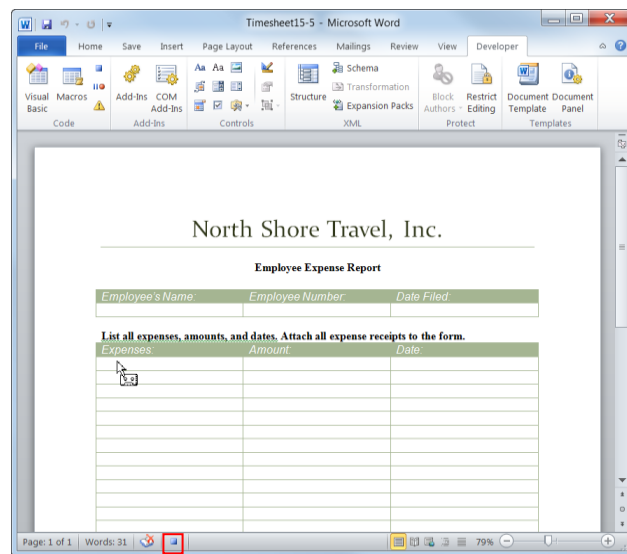 Timesheet15-5 - Microsoft Word
File Home Save Insert Page Layout References Mailings Review View Developer
Visual Basic Macros Add-Ins COM Add-Ins Aa Aa Structure Schema Transformation Expansion Packs Block Authors Restrict Editing Document Template Document Panel
Code Add-Ins Controls XML Protect Templates
North Shore Travel, Inc.
Employee Expense Report
Employee's Name: Employee Number: Date Filed:
List all expenses, amounts, and dates. Attach all expense receipts to the form.
Expenses: Amount: Date:
Page: 1 of 1 Words: 31 79%